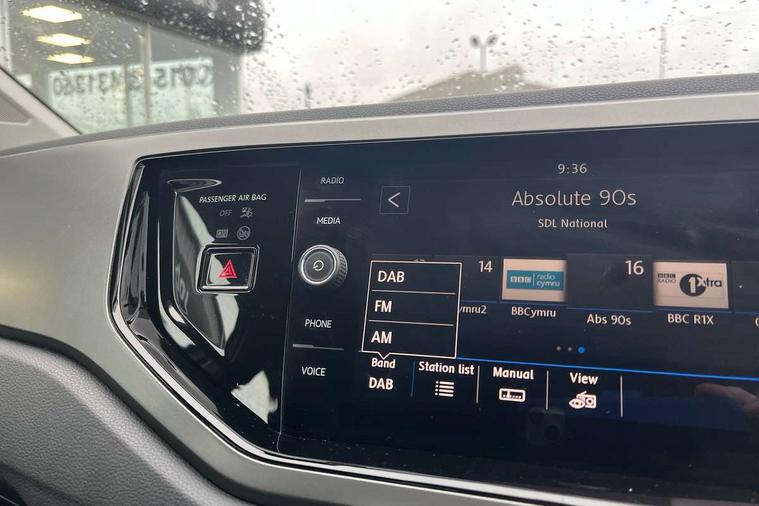 RADIO
MEDIA
PHONE
VOICE
PASSENGER AIR BAG
OFF
ON
9:36
Absolute 90s
SDL National
14
16
BBC radio cymru
BBC RADIO 1Xtra
ymru2
BBCymru
Abs 90s
BBC R1X
DAB
FM
AM
Band
DAB
Station list
Manual
View